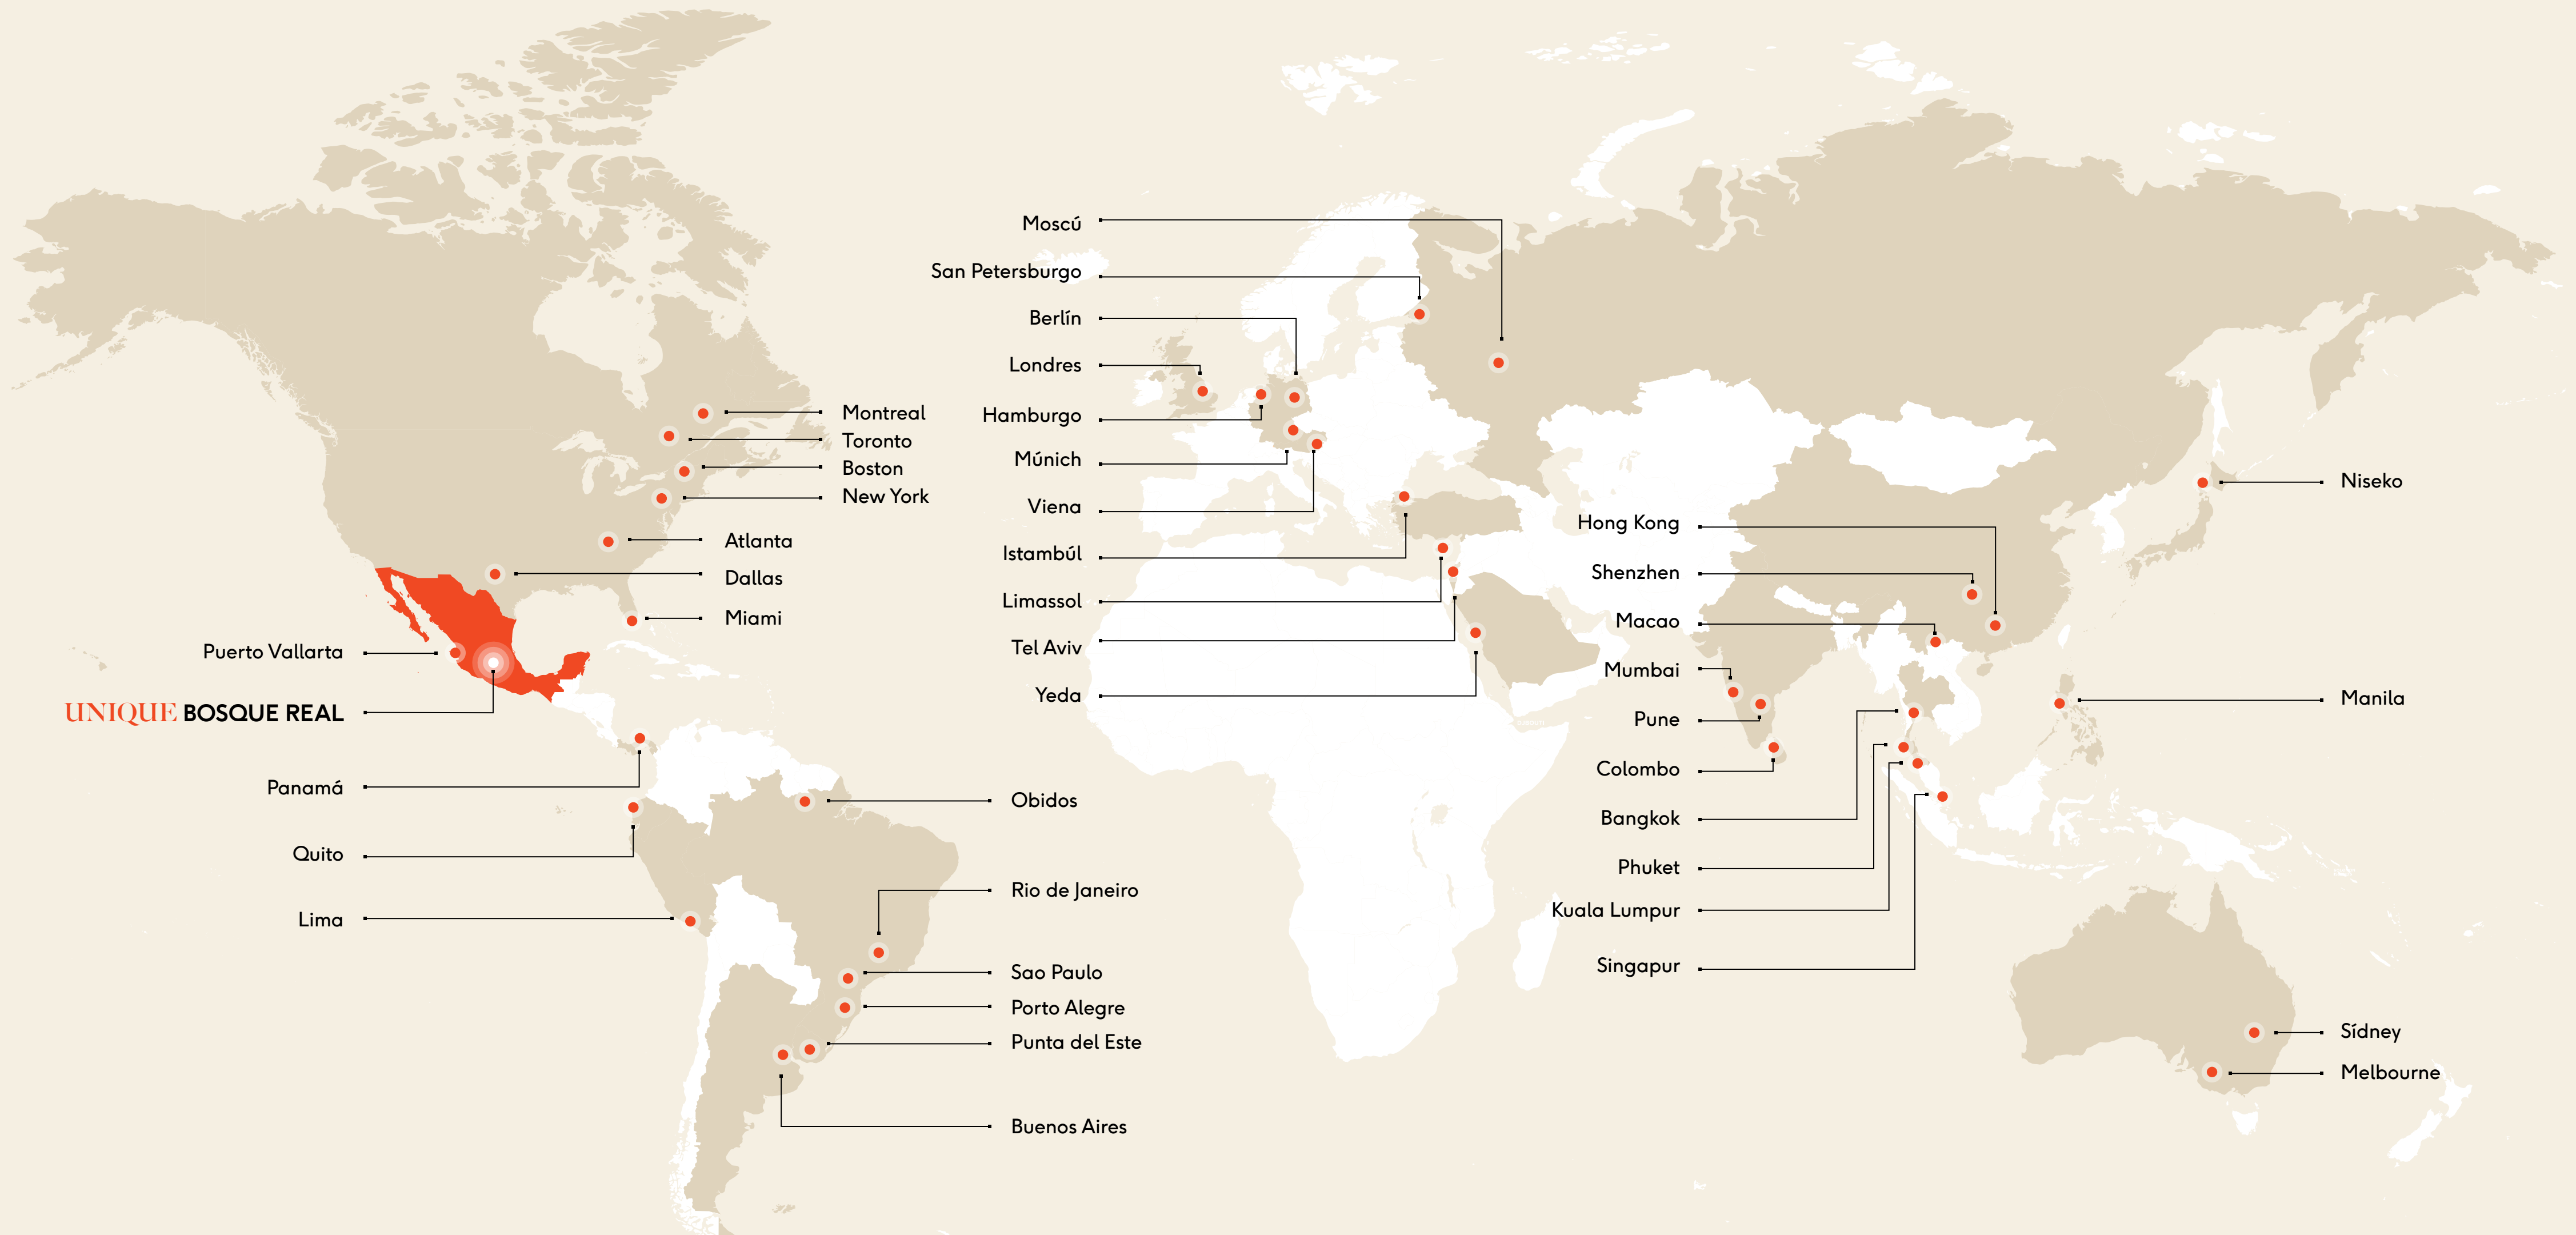 Montreal
Toronto
Boston
New York
Atlanta
Dallas
Miami
Puerto Vallarta
UNIQUE BOSQUE REAL
Panamá
Quito
Lima
Obidos
Rio de Janeiro
Sao Paulo
Porto Alegre
Punta del Este
Buenos Aires
Moscú
San Petersburgo
Berlín
Londres
Hamburgo
Múnich
Viena
Istambúl
Limassol
Tel Aviv
Yeda
Hong Kong
Shenzhen
Macao
Mumbai
Pune
Colombo
Bangkok
Phuket
Kuala Lumpur
Singapur
Niseko
Manila
Sídney
Melbourne